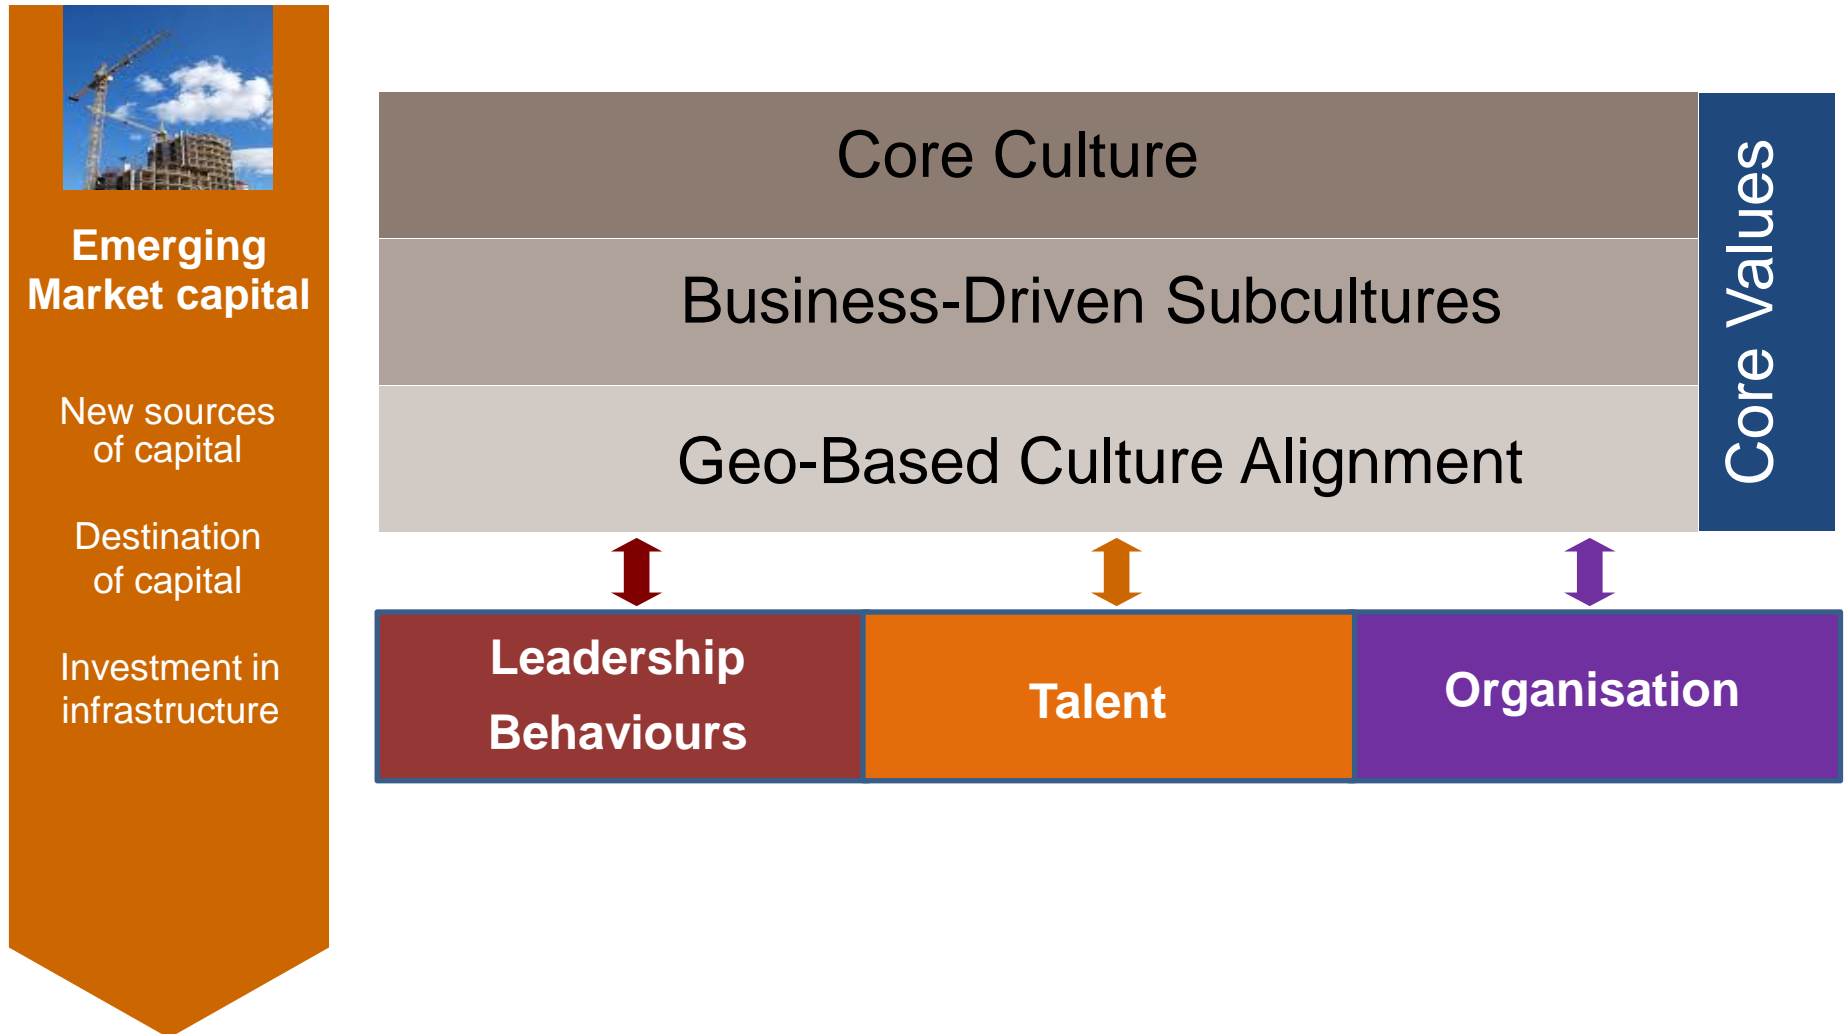 Emerging
Market capital
New sources
of capital
Destination
of capital
Investment in
infrastructure
Core Culture
Business-Driven Subcultures
Geo-Based Culture Alignment
Core Values
Leadership
Behaviours
Talent
Organisation